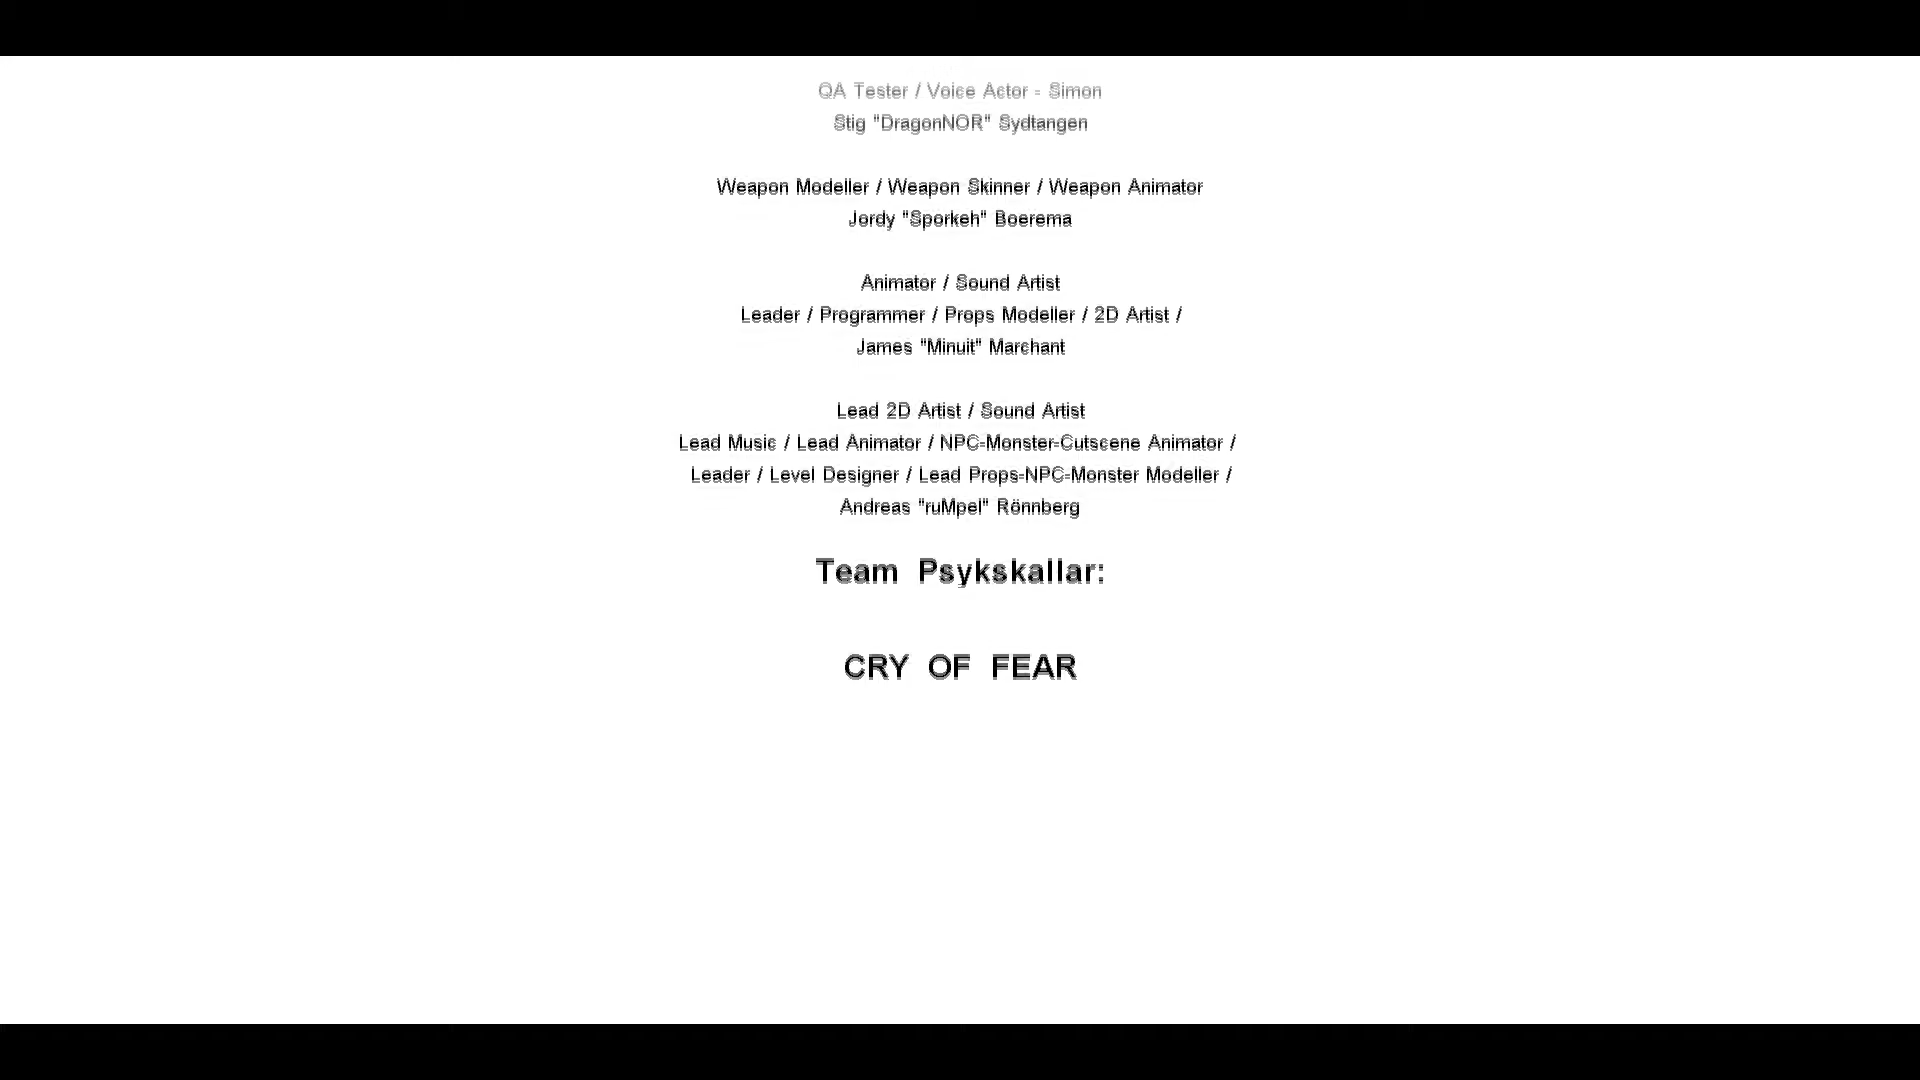 QA Tester / Voice Actor - Simon
Stig "DragonNOR" Sydtangen
Weapon Modeller / Weapon Skinner / Weapon Animator
Jordy "Sporkeh" Boerema
Animator / Sound Artist
Leader / Programmer / Props Modeller / 2D Artist /
James "Minuit" Marchant
Lead 2D Artist / Sound Artist
Lead Music / Lead Animator / NPC-Monster-Cutscene Animator /
Leader / Level Designer / Lead Props-NPC-Monster Modeller /
Andreas "ruMpel" Rönnberg
Team Psykskallar:
CRY OF FEAR